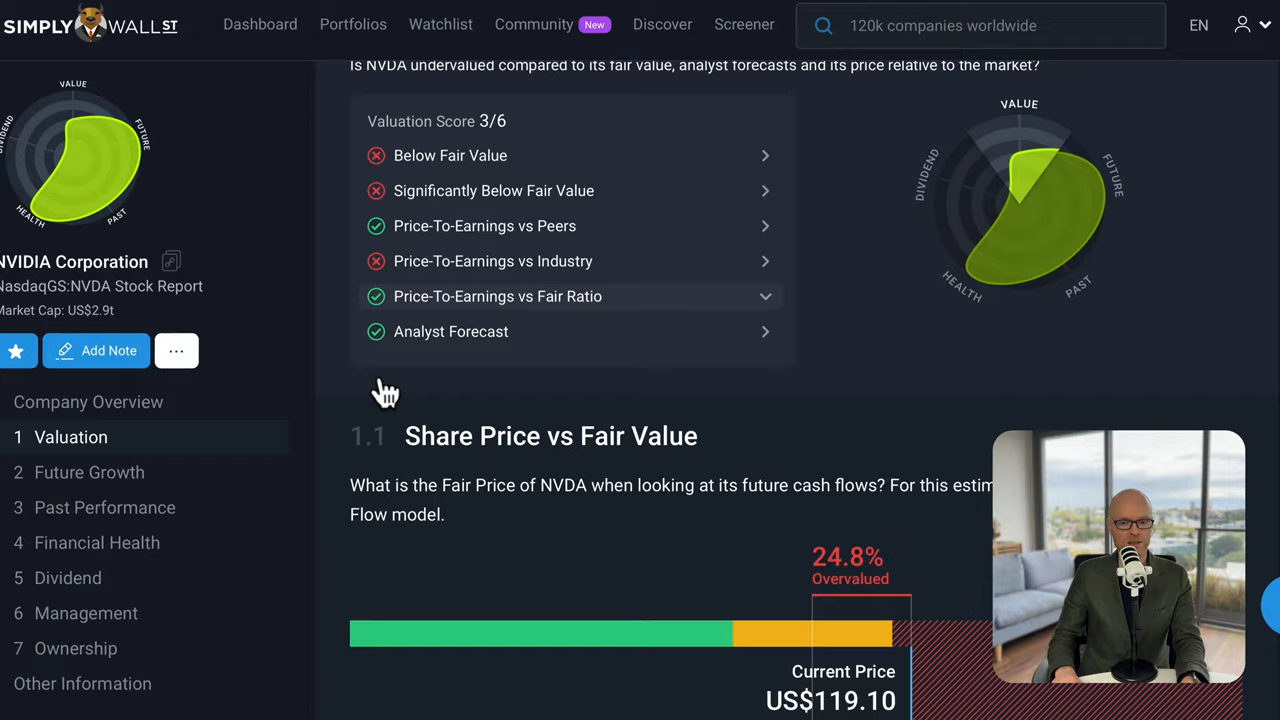 SIMPLY WALL ST
Dashboard
Portfolios
Watchlist
Community New
Discover
Screener
120k companies worldwide
EN
VALUE
FUTURE
PAST
HEALTH
DIVIDEND
NVIDIA Corporation
NasdaqGS:NVDA Stock Report
Market Cap: US$2.9t
Add Note
...
Company Overview
1 Valuation
2 Future Growth
3 Past Performance
4 Financial Health
5 Dividend
6 Management
7 Ownership
Other Information
Is NVDA undervalued compared to its fair value, analyst forecasts and its price relative to the market?
Valuation Score 3/6
Below Fair Value
Significantly Below Fair Value
Price-To-Earnings vs Peers
Price-To-Earnings vs Industry
Price-To-Earnings vs Fair Ratio
Analyst Forecast
VALUE
FUTURE
PAST
HEALTH
DIVIDEND
1.1 Share Price vs Fair Value
What is the Fair Price of NVDA when looking at its future cash flows? For this estim
Flow model.
24.8%
Overvalued
Current Price
US$119.10